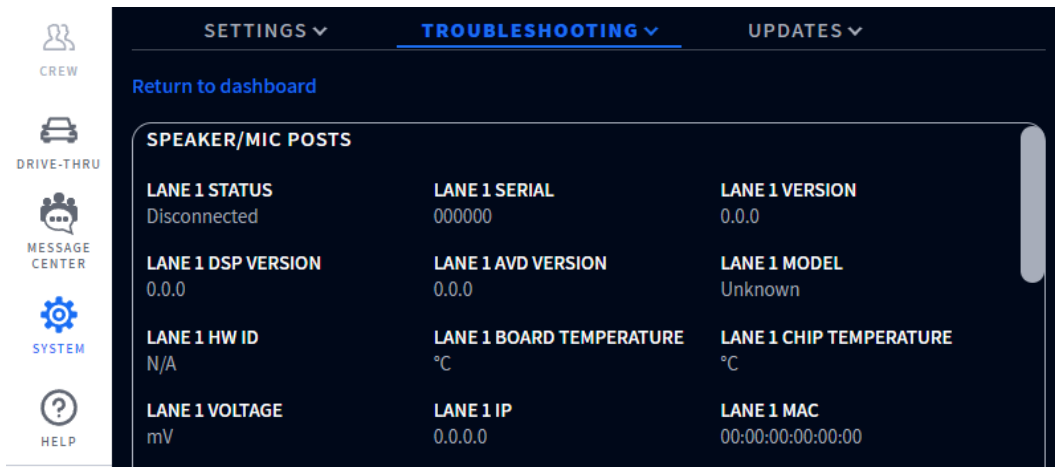 SETTINGS TROUBLESHOOTING UPDATES
CREW
Return to dashboard
DRIVE-THRU
MESSAGE
CENTER
SYSTEM
HELP
SPEAKER/MIC POSTS
LANE 1 STATUS LANE 1 SERIAL LANE 1 VERSION
Disconnected 000000 0.0.0
LANE 1 DSP VERSION LANE 1 AVD VERSION LANE 1 MODEL
0.0.0 0.0.0 Unknown
LANE 1 HW ID LANE 1 BOARD TEMPERATURE LANE 1 CHIP TEMPERATURE
N/A °C °C
LANE 1 VOLTAGE LANE 1 IP LANE 1 MAC
mV 0.0.0.0 00:00:00:00:00:00